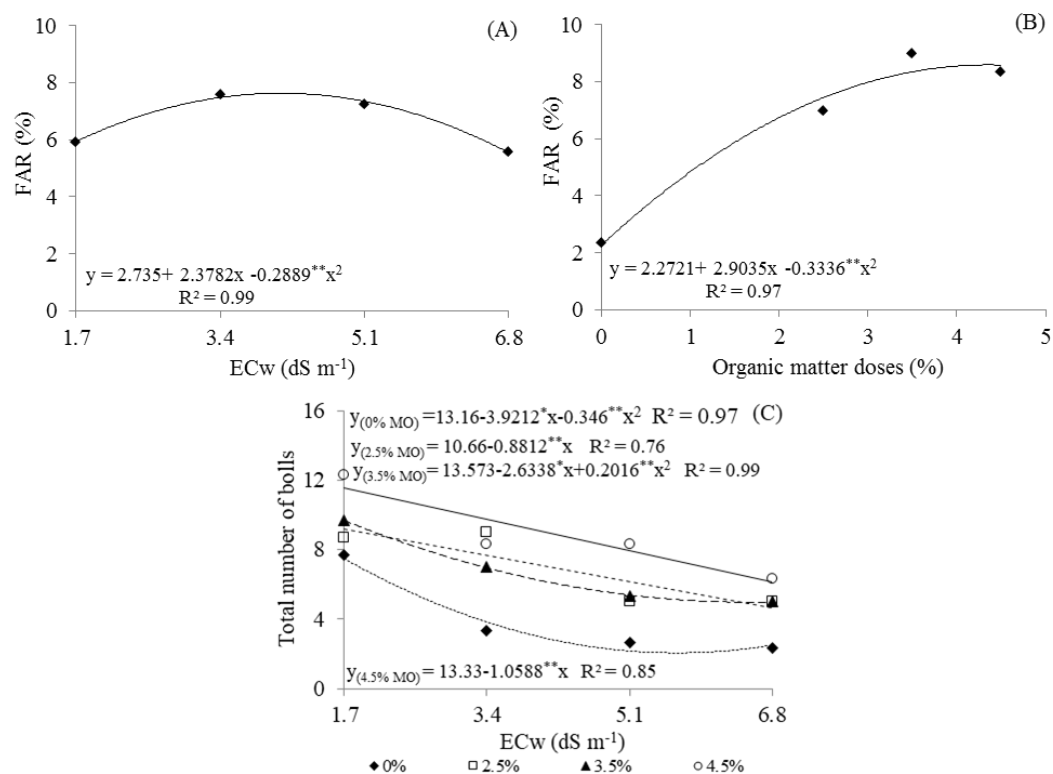 (A)
10
8
6
4
2
0
FAR (%)
y = 2.735+ 2.3782x -0.2889**x²
R² = 0.99
1.7 3.4 5.1 6.8
ECw (dS m⁻¹)
(B)
10
8
6
4
2
0
FAR (%)
y = 2.2721+ 2.9035x -0.3336**x²
R² = 0.97
0 1 2 3 4 5
Organic matter doses (%)
(C)
16
12
8
4
0
Total number of bolls
y(0% MO) =13.16-3.9212*x-0.346**x² R² = 0.97
y(2.5% MO) = 10.66-0.8812**x R² = 0.76
y(3.5% MO) =13.573-2.6338*x+0.2016**x² R² = 0.99
y(4.5% MO) = 13.33-1.0588**x R² = 0.85
1.7 3.4 5.1 6.8
ECw (dS m⁻¹)
0% 2.5% 3.5% 4.5%